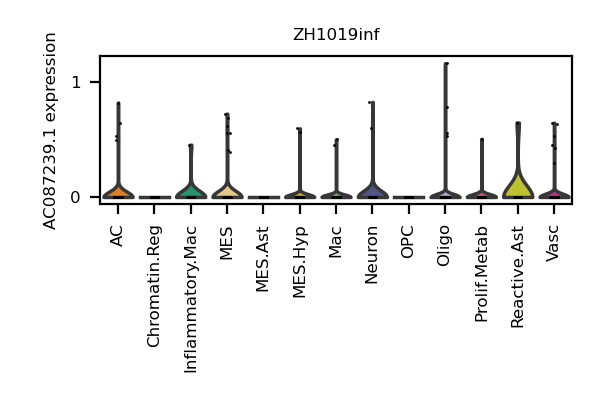 ZH1019inf
AC087239.1 expression
1
0
AC
Chromatin.Reg
Inflammatory.Mac
MES
MES.Ast
MES.Hyp
Mac
Neuron
OPC
Oligo
Prolif.Metab
Reactive.Ast
Vasc